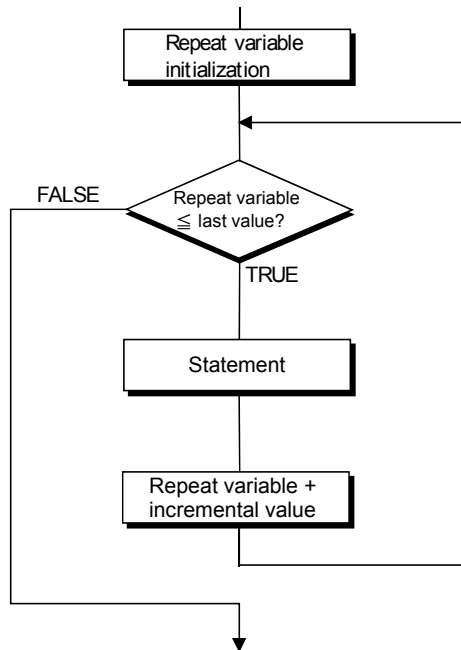 Repeat variable
initialization
FALSE
Repeat variable
≦ last value?
TRUE
Statement
Repeat variable +
incremental value